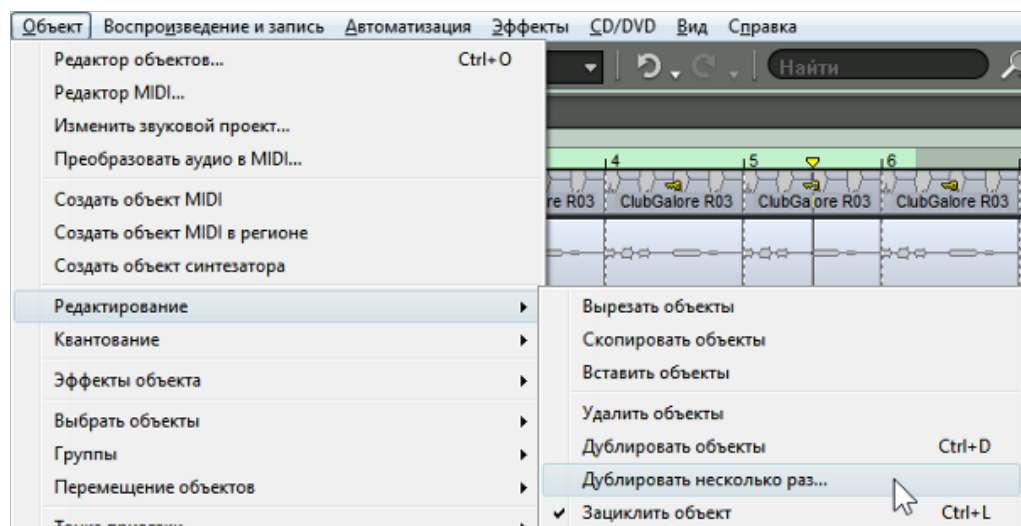 Объект Воспроизведение и запись Автоматизация Эффекты CD/DVD Вид Справка
Редактор объектов... Ctrl+O
Найти
Редактор MIDI...
Изменить звуковой проект...
Преобразовать аудио в MIDI...
4 5 6
Создать объект MIDI
re R03 ClubGalore R03 ClubGalore R03 ClubGalore R03
Создать объект MIDI в регионе
Создать объект синтезатора
Редактирование
Вырезать объекты
Квантование
Скопировать объекты
Вставить объекты
Эффекты объекта
Выбрать объекты
Удалить объекты
Группы
Дублировать объекты Ctrl+D
Перемещение объектов
Дублировать несколько раз...
Зациклить объект Ctrl+L